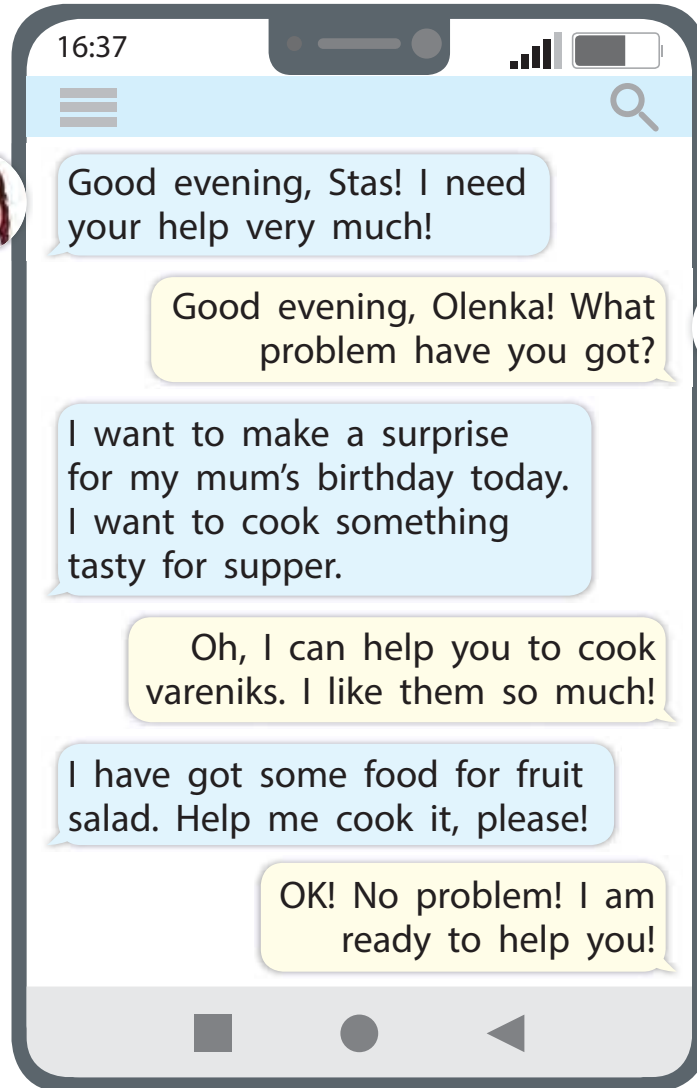 16:37
Good evening, Stas! I need
your help very much!
Good evening, Olenka! What
problem have you got?
I want to make a surprise
for my mum's birthday today.
I want to cook something
tasty for supper.
Oh, I can help you to cook
vareniks. I like them so much!
I have got some food for fruit
salad. Help me cook it, please!
OK! No problem! I am
ready to help you!